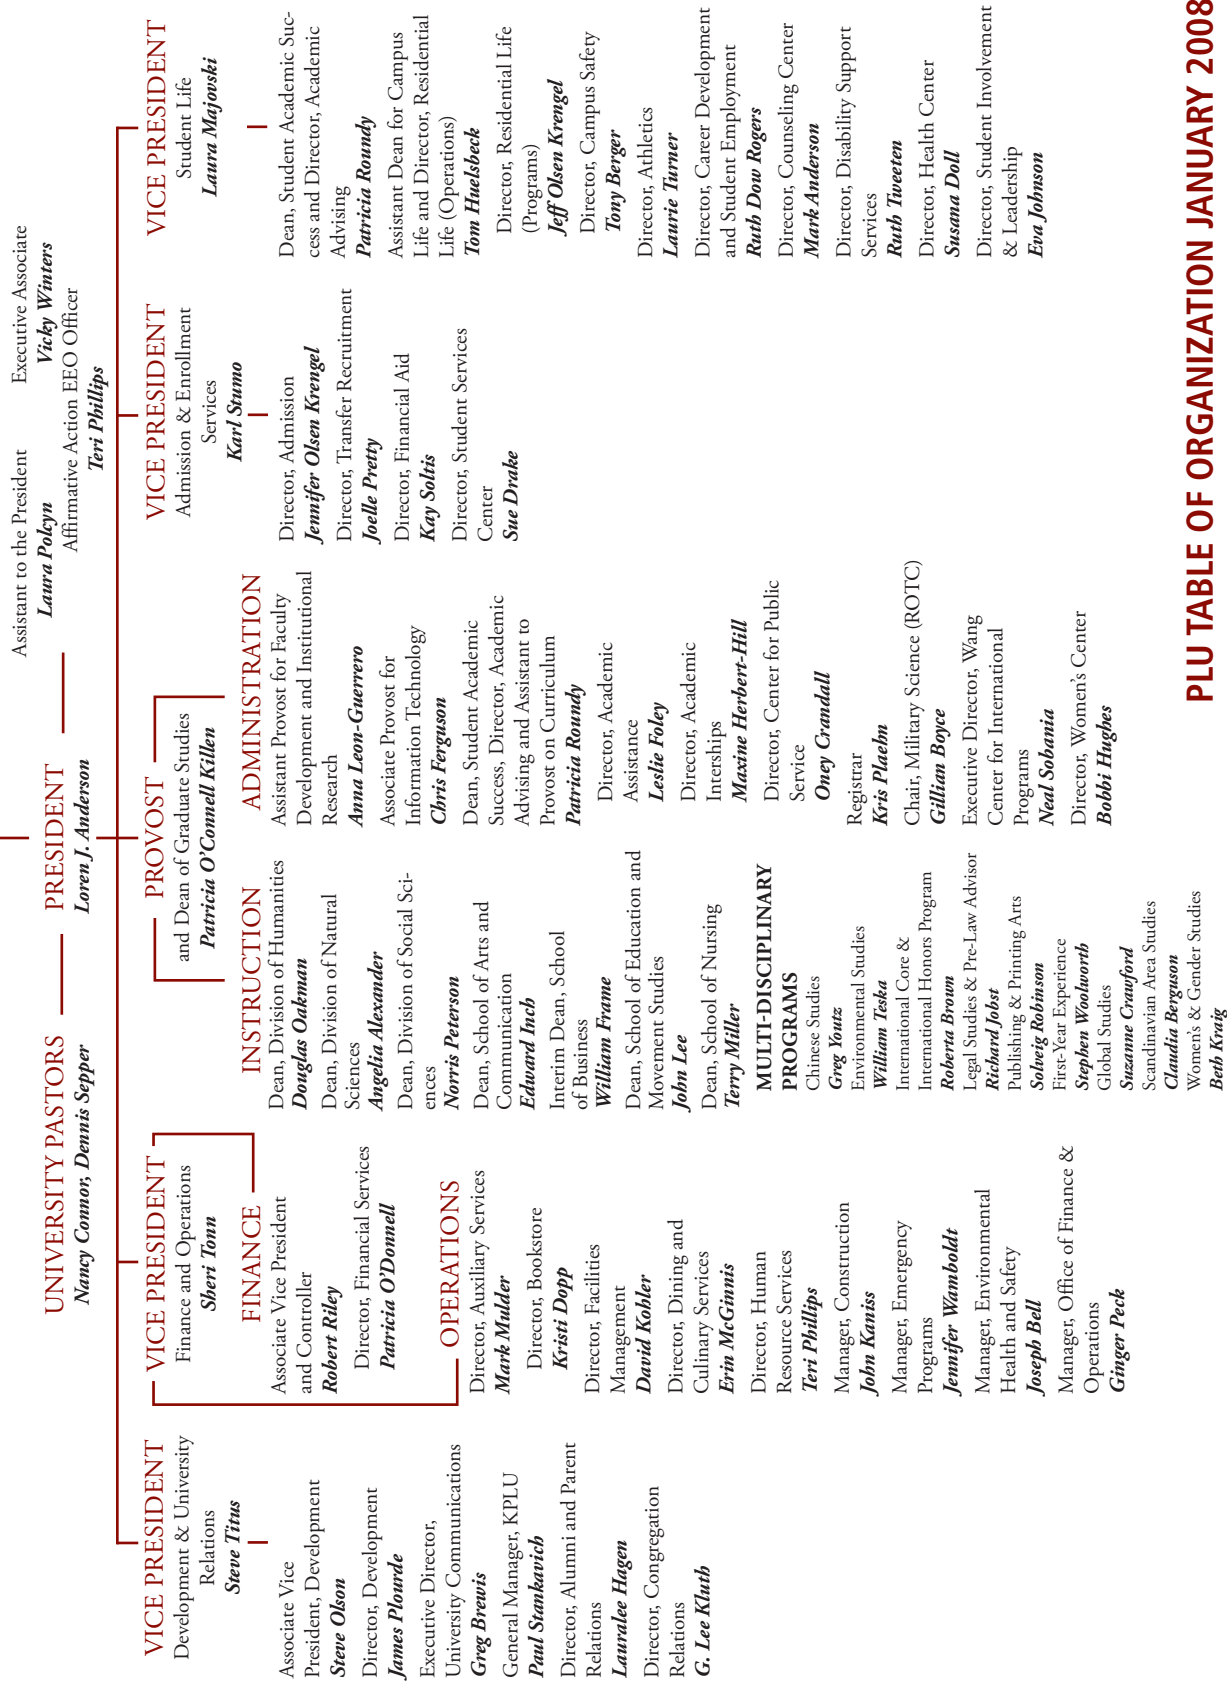 UNIVERSITY PASTORS
Nancy Connor, Dennis Sepper
PRESIDENT
Loren J. Anderson
Assistant to the President
Laura Polcyn
Executive Associate
Vicky Winters
Affirmative Action EEO Officer
Teri Phillips
VICE PRESIDENT
Development & University
Relations
Steve Titus
Associate Vice
President, Development
Steve Olson
Director, Development
James Plourde
Executive Director,
University Communications
Greg Brewis
General Manager, KPLU
Paul Stankavich
Director, Alumni and Parent
Relations
Lauralee Hagen
Director, Congregation
Relations
G. Lee Kluth
VICE PRESIDENT
Finance and Operations
Sheri Tonn
FINANCE
Associate Vice President
and Controller
Robert Riley
Director, Financial Services
Patricia O'Donnell
OPERATIONS
Director, Auxiliary Services
Mark Mulder
Director, Bookstore
Kristi Dopp
Director, Facilities
Management
David Kohler
Director, Dining and
Culinary Services
Erin McGinnis
Director, Human
Resource Services
Teri Phillips
Manager, Construction
John Kaniss
Manager, Emergency
Programs
Jennifer Wamboldt
Manager, Environmental
Health and Safety
Joseph Bell
Manager, Office of Finance &
Operations
Ginger Peck
PROVOST
and Dean of Graduate Studies
Patricia O'Connell Killen
INSTRUCTION
Dean, Division of Humanities
Douglas Oakman
Dean, Division of Natural
Sciences
Angelia Alexander
Dean, Division of Social Sci-
ences
Norris Peterson
Dean, School of Arts and
Communication
Edward Inch
Interim Dean, School
of Business
William Frame
Dean, School of Education and
Movement Studies
John Lee
Dean, School of Nursing
Terry Miller
MULTI-DISCIPLINARY
PROGRAMS
Chinese Studies
Greg Youtz
Environmental Studies
William Teska
International Core &
International Honors Program
Roberta Brown
Legal Studies & Pre-Law Advisor
Richard Jobst
Publishing & Printing Arts
Solveig Robinson
First-Year Experience
Stephen Woolworth
Global Studies
Suzanne Crawford
Scandinavian Area Studies
Claudia Berguson
Women's & Gender Studies
Beth Kraig
ADMINISTRATION
Assistant Provost for Faculty
Development and Institutional
Research
Anna Leon-Guerrero
Associate Provost for
Information Technology
Chris Ferguson
Dean, Student Academic
Success, Director, Academic
Advising and Assistant to
Provost on Curriculum
Patricia Roundy
Director, Academic
Assistance
Leslie Foley
Director, Academic
Interships
Maxine Herbert-Hill
Director, Center for Public
Service
Oney Crandall
Registrar
Kris Plaehn
Chair, Military Science (ROTC)
Gillian Boyce
Executive Director, Wang
Center for International
Programs
Neal Sobania
Director, Women's Center
Bobbi Hughes
VICE PRESIDENT
Admission & Enrollment
Services
Karl Stumo
Director, Admission
Jennifer Olsen Krengel
Director, Transfer Recruitment
Joelle Pretty
Director, Financial Aid
Kay Soltis
Director, Student Services
Center
Sue Drake
VICE PRESIDENT
Student Life
Laura Majovski
Dean, Student Academic Suc-
cess and Director, Academic
Advising
Patricia Roundy
Assistant Dean for Campus
Life and Director, Residential
Life (Operations)
Tom Huelsbeck
Director, Residential Life
(Programs)
Jeff Olsen Krengel
Director, Campus Safety
Tony Berger
Director, Athletics
Laurie Turner
Director, Career Development
and Student Employment
Ruth Dow Rogers
Director, Counseling Center
Mark Anderson
Director, Disability Support
Services
Ruth Tweeten
Director, Health Center
Susana Doll
Director, Student Involvement
& Leadership
Eva Johnson
PLU TABLE OF ORGANIZATION JANUARY 2008